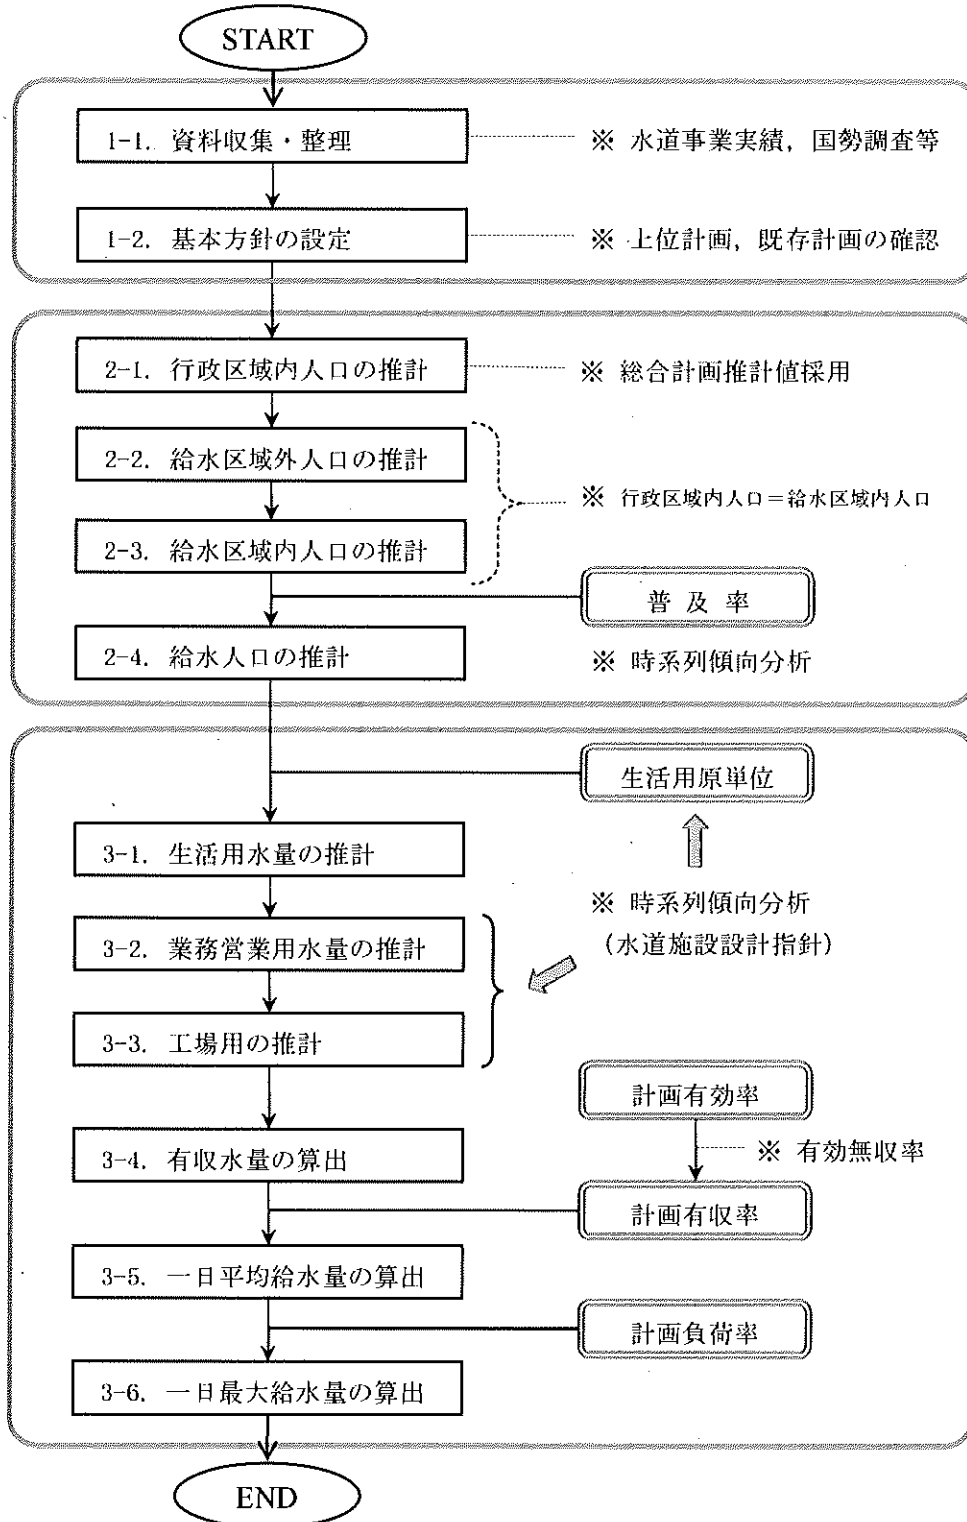 START
1-1. 資料収集・整理
※ 水道事業実績，国勢調査等
1-2. 基本方針の設定
※ 上位計画，既存計画の確認
2-1. 行政区域内人口の推計
※ 総合計画推計値採用
2-2. 給水区域外人口の推計
※ 行政区域内人口＝給水区域内人口
2-3. 給水区域内人口の推計
普 及 率
2-4. 給水人口の推計
※ 時系列傾向分析
生活用原単位
3-1. 生活用水量の推計
※ 時系列傾向分析
（水道施設設計指針）
3-2. 業務営業用水量の推計
3-3. 工場用の推計
計画有効率
3-4. 有収水量の算出
※ 有効無収率
計画有収率
3-5. 一日平均給水量の算出
計画負荷率
3-6. 一日最大給水量の算出
END